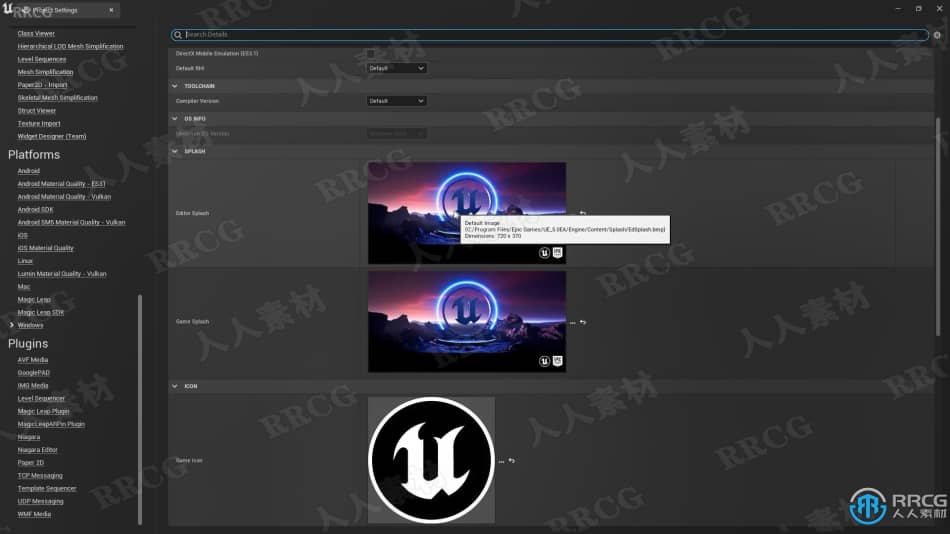 Project Settings
Search Details
Class Viewer
Hierarchical LOD Mesh Simplification
Level Sequences
Mesh Simplification
Paper2D - Import
Skeletal Mesh Simplification
Struct Viewer
Texture Import
Widget Designer (Team)
Platforms
Android
Android Material Quality - ES31
Android Material Quality - Vulkan
Android SDK
Android SM5 Material Quality - Vulkan
iOS
iOS Material Quality
Linux
Lumin Material Quality - Vulkan
Mac
Magic Leap
Magic Leap SDK
Windows
Plugins
AVF Media
GooglePAD
IMG Media
Level Sequencer
Magic Leap Plugin
MagicLeapARPin Plugin
Niagara
Niagara Editor
Paper 2D
TCP Messaging
Template Sequencer
UDP Messaging
WMF Media
DirectX Mobile Emulation (ES3.1)
Default RHI
Default
TOOLCHAIN
Compiler Version
Default
OS INFO
Minimum OS Version
SPLASH
Editor Splash
Default Image
(C:/Program Files/Epic Games/UE_5.0EA/Engine/Content/Splash/EdSplash.bmp)
Dimensions: 720 x 370
Game Splash
ICON
Game Icon
RRCG
人人素材